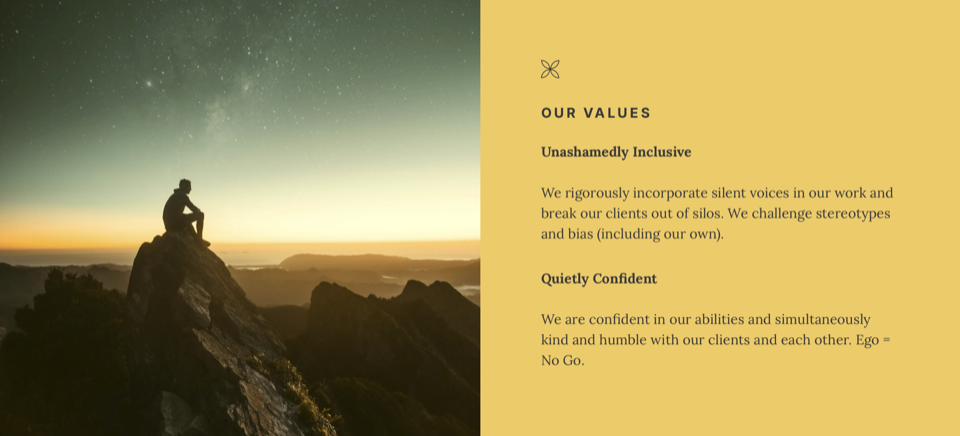 OUR VALUES
Unashamedly Inclusive
We rigorously incorporate silent voices in our work and
break our clients out of silos. We challenge stereotypes
and bias (including our own).
Quietly Confident
We are confident in our abilities and simultaneously
kind and humble with our clients and each other. Ego =
No Go.